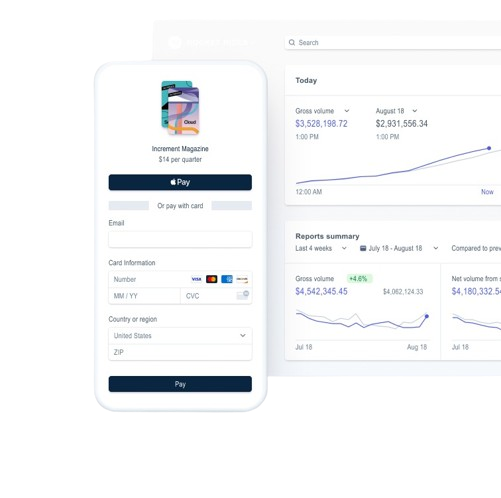 Search
Today
Gross volume
August 18
$3,528,198.72
$2,931,556.34
1:00 PM
1:00 PM
12:00 AM
Now
Reports summary
Last 4 weeks
July 18 - August 18
Compared to prev
Gross volume
+4.6%
Net volume from s
$4,542,345.45
$4,062,124.33
$4,180,332.5
Jul 18
Aug 18
Jul 18
Cloud
Increment Magazine
$14 per quarter
Pay
Or pay with card
Email
Card Information
Number
VISA
MM / YY
CVC
Country or region
United States
ZIP
Pay